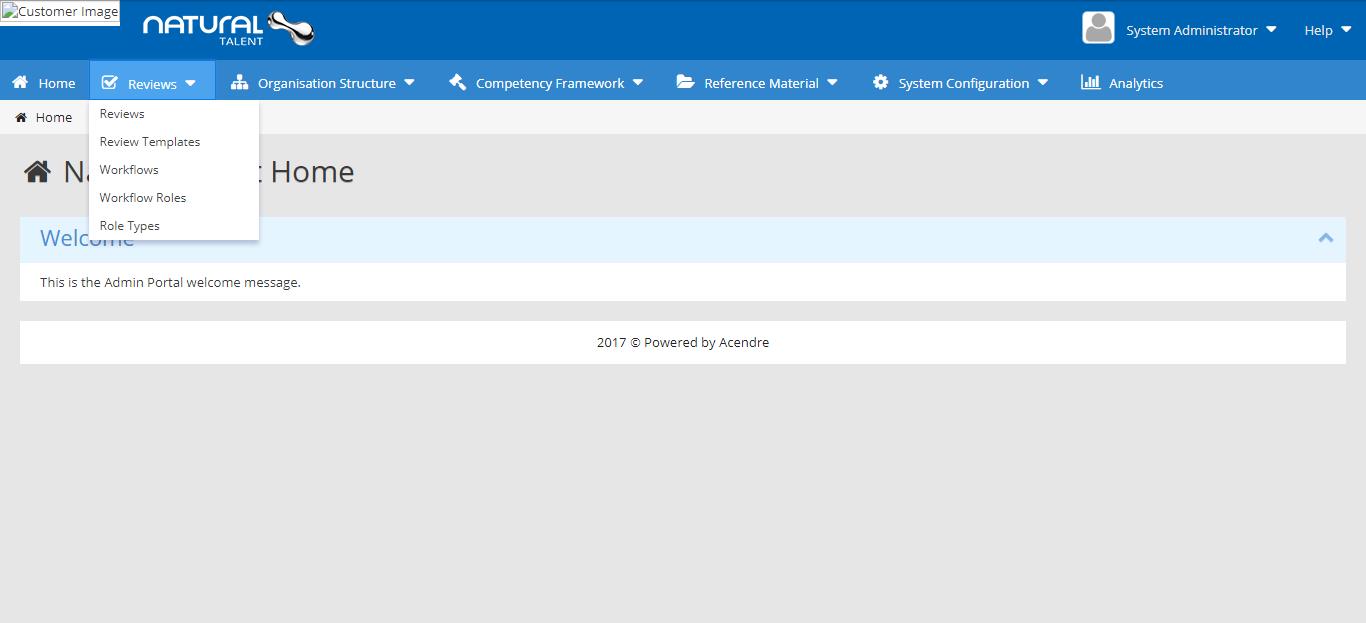 Customer Image
NATURAL
TALENT
System Administrator
Help
Home
Reviews
Organisation Structure
Competency Framework
Reference Material
System Configuration
Analytics
Home
Reviews
Review Templates
Workflows
Workflow Roles
Role Types
Home
Welcome
This is the Admin Portal welcome message.
2017 © Powered by Acendre